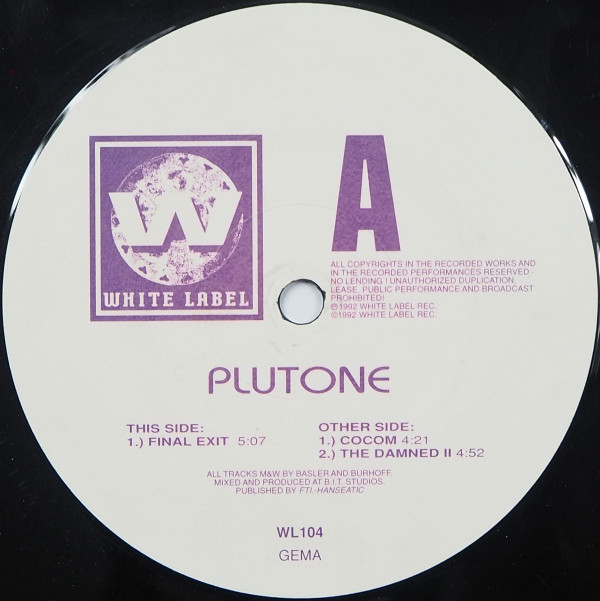 W
WHITE LABEL
A
ALL COPYRIGHTS IN THE RECORDED WORKS AND
IN THE RECORDED PERFORMANCES RESERVED -
NO LENDING ! UNAUTHORIZED DUPLICATION,
LEASE, PUBLIC PERFORMANCE AND BROADCAST
PROHIBITED!
℗1992 WHITE LABEL REC.
©1992 WHITE LABEL REC.
PLUTONE
THIS SIDE:
1.) FINAL EXIT 5:07
OTHER SIDE:
1.) COCOM 4:21
2.) THE DAMNED II 4:52
ALL TRACKS M&W BY BASLER AND BURHOFF.
MIXED AND PRODUCED AT B.I.T. STUDIOS.
PUBLISHED BY FTI.-HANSEATIC
WL104
GEMA